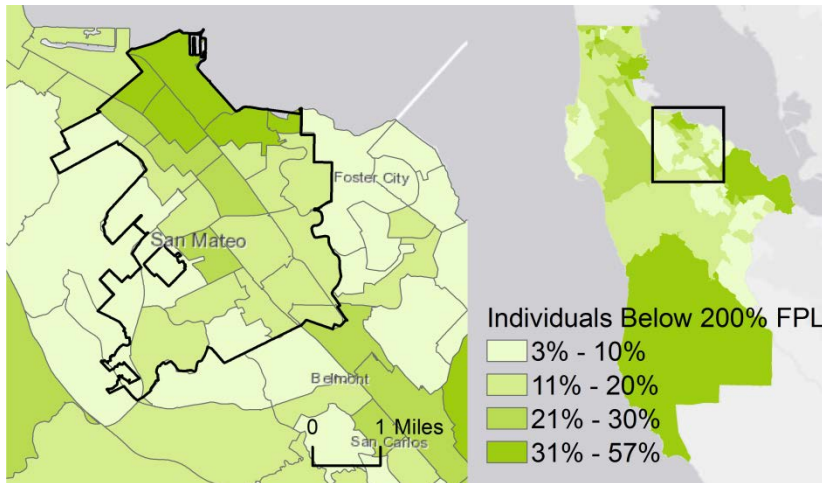 Foster City
San Mateo
Belmont
0 1 Miles
San Carlos
Individuals Below 200% FPL
3% - 10%
11% - 20%
21% - 30%
31% - 57%